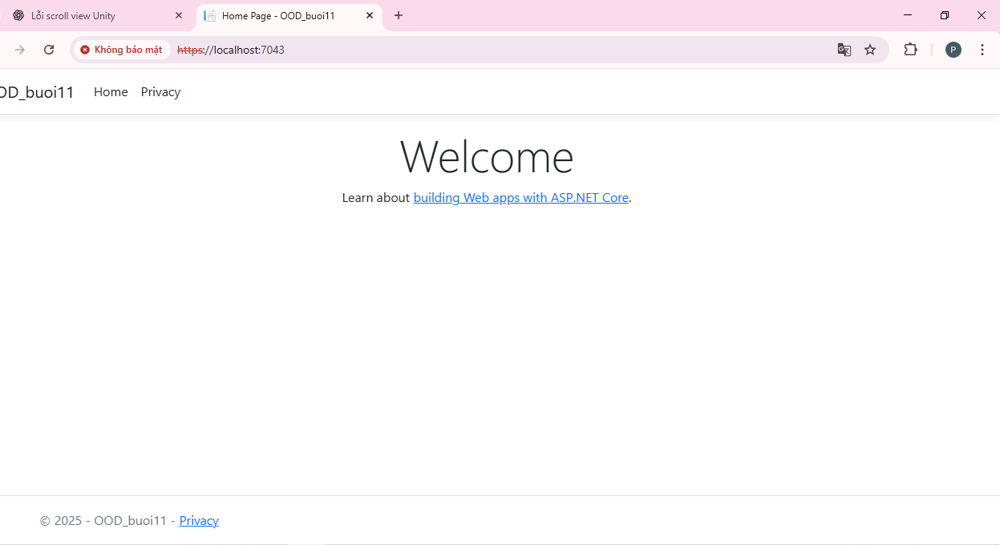 Lỗi scroll view Unity
Home Page - OOD_buoi11
Không bảo mật https://localhost:7043
P
OOD_buoi11 Home Privacy
Welcome
Learn about building Web apps with ASP.NET Core.
© 2025 - OOD_buoi11 - Privacy